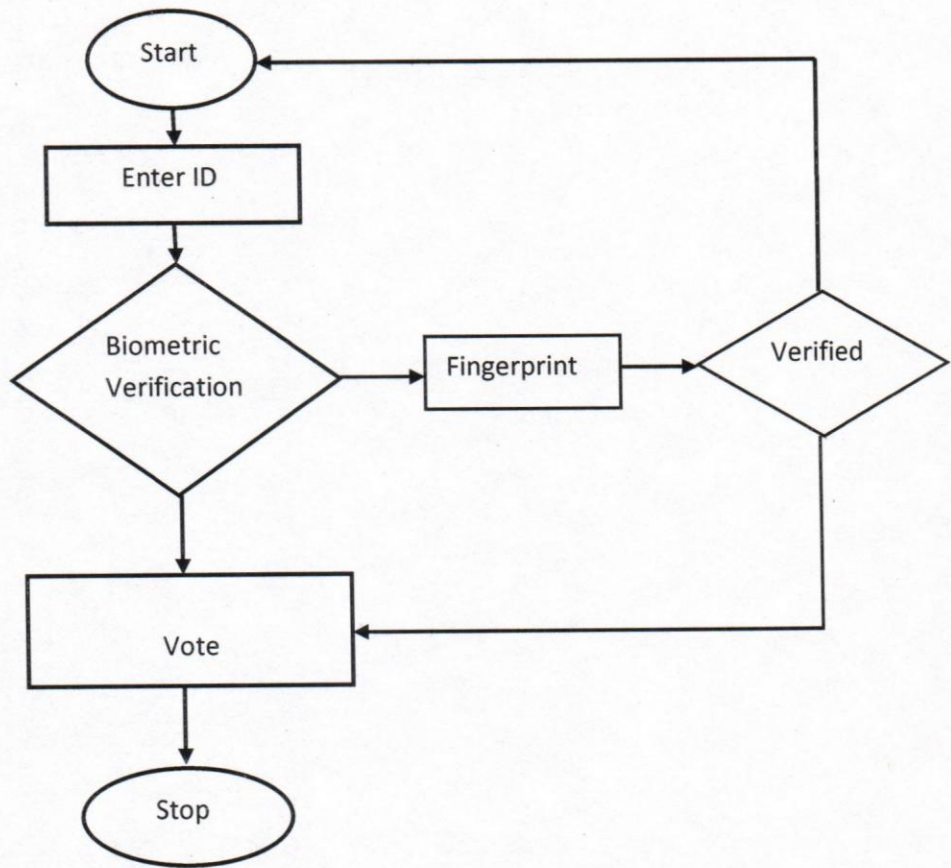 Start
Enter ID
Biometric
Verification
Fingerprint
Verified
Vote
Stop